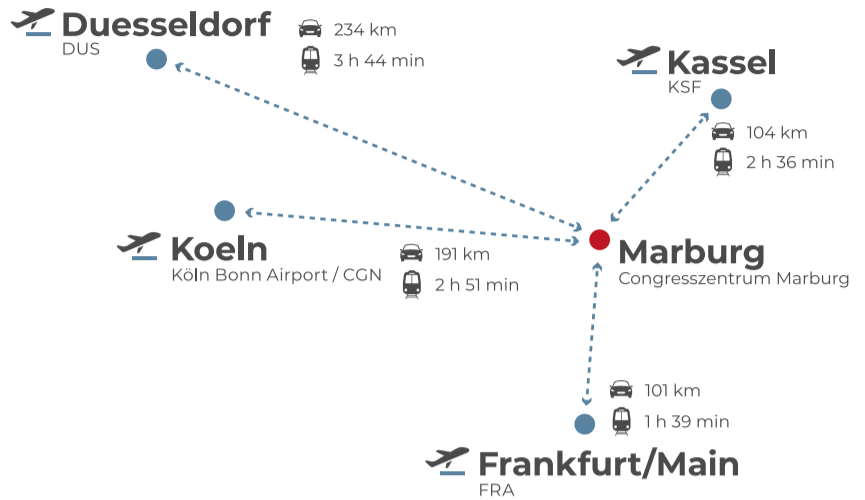 Duesseldorf
DUS
234 km
3 h 44 min
Kassel
KSF
104 km
2 h 36 min
Koeln
Köln Bonn Airport / CGN
191 km
2 h 51 min
Marburg
Congresszentrum Marburg
101 km
1 h 39 min
Frankfurt/Main
FRA